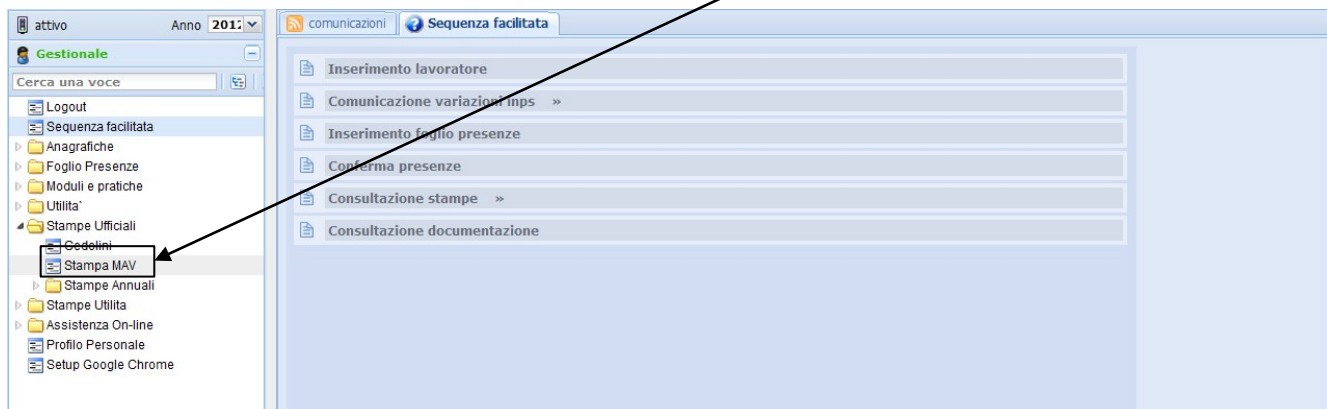 attivo Anno 2012
Gestionale
Cerca una voce
Logout
Sequenza facilitata
Anagrafiche
Foglio Presenze
Moduli e pratiche
Utilita`
Stampe Ufficiali
Cedolini
Stampa MAV
Stampe Annuali
Stampe Utilita
Assistenza On-line
Profilo Personale
Setup Google Chrome
comunicazioni Sequenza facilitata
Inserimento lavoratore
Comunicazione variazioni inps »
Inserimento foglio presenze
Conferma presenze
Consultazione stampe »
Consultazione documentazione